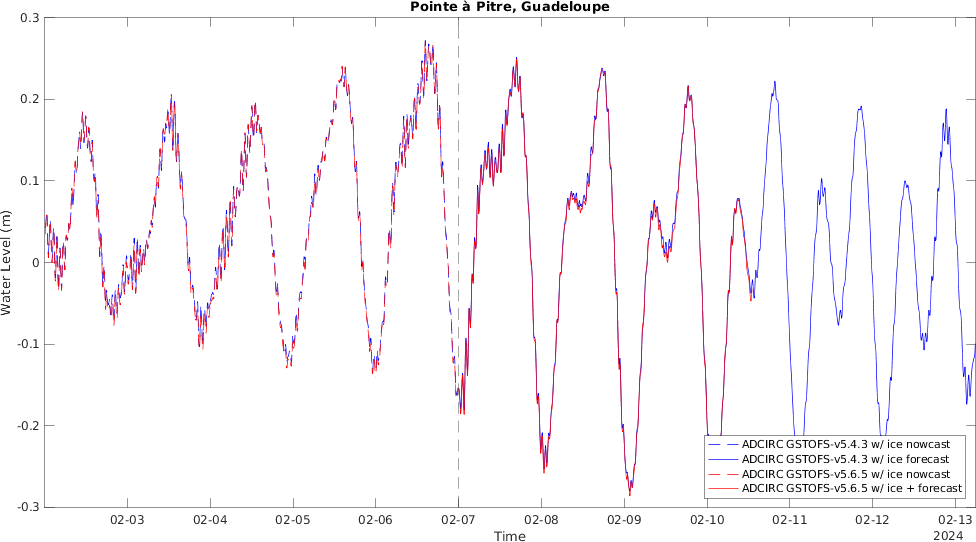 Pointe à Pitre, Guadeloupe
0.3
0.2
0.1
0
-0.1
-0.2
-0.3
Water Level (m)
ADCIRC GSTOFS-v5.4.3 w/ ice nowcast
ADCIRC GSTOFS-v5.4.3 w/ ice forecast
ADCIRC GSTOFS-v5.6.5 w/ ice nowcast
ADCIRC GSTOFS-v5.6.5 w/ ice + forecast
02-03 02-04 02-05 02-06 02-07 02-08 02-09 02-10 02-11 02-12 02-13
Time
2024